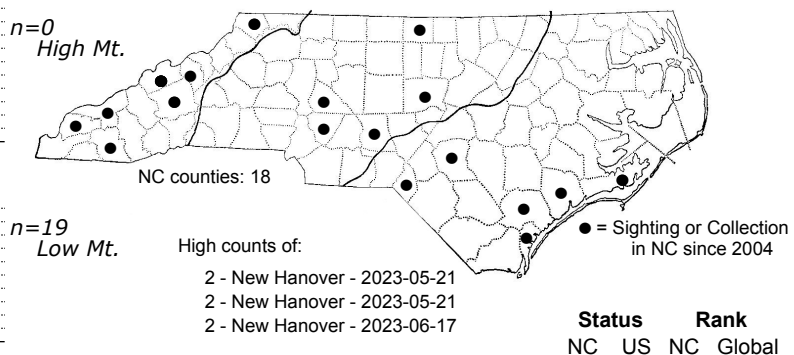 n=0
High Mt.
NC counties: 18
n=19
Low Mt.
High counts of:
2 - New Hanover - 2023-05-21
2 - New Hanover - 2023-05-21
2 - New Hanover - 2023-06-17
● = Sighting or Collection
in NC since 2004
Status Rank
NC US NC Global